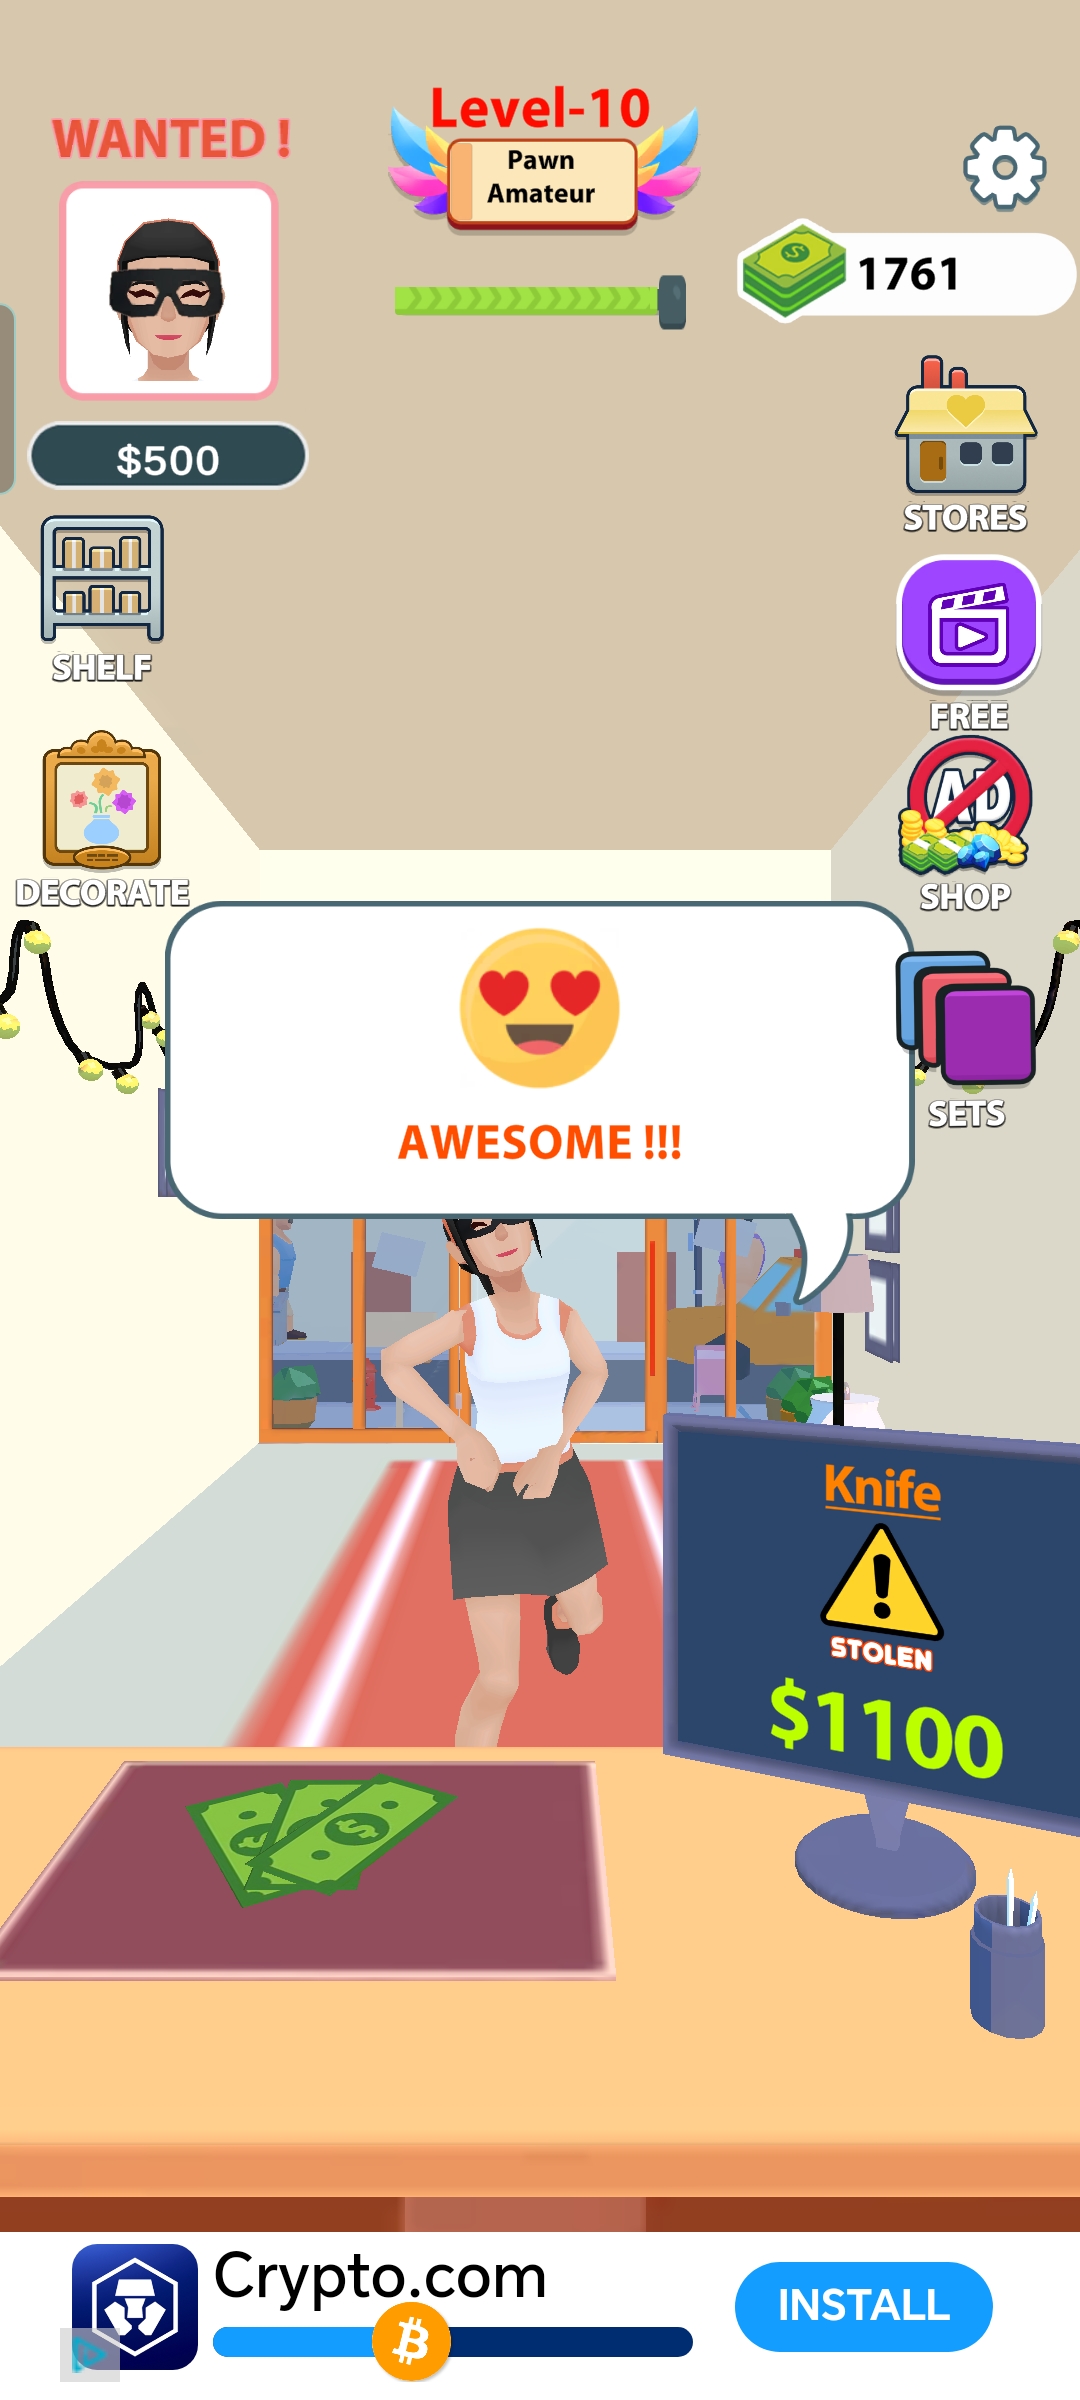 Level-10
WANTED !
Pawn
Amateur
1761
$500
STORES
SHELF
FREE
DECORATE
AD
SHOP
SETS
AWESOME !!!
Knife
STOLEN
$1100
Crypto.com
INSTALL